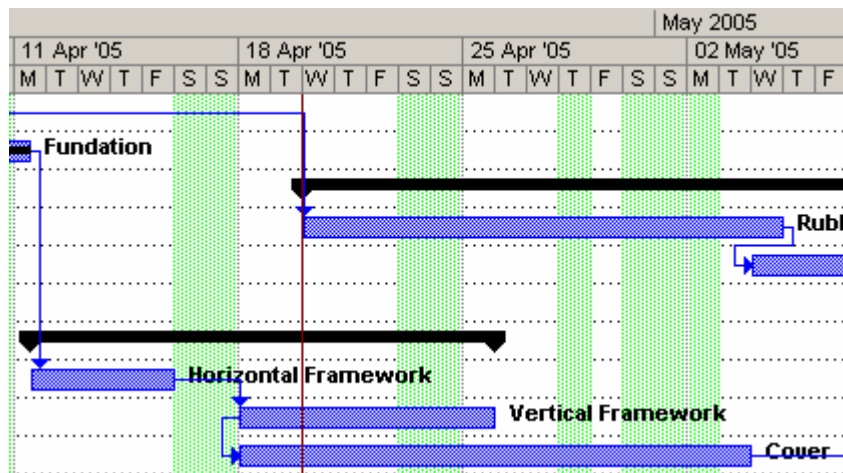 May 2005
11 Apr '05 18 Apr '05 25 Apr '05 02 May '05
M T W T F S S M T W T F S S M T W T F S S M T W T F
Fundation
Rubl
Horizontal Framework
Vertical Framework
Cover